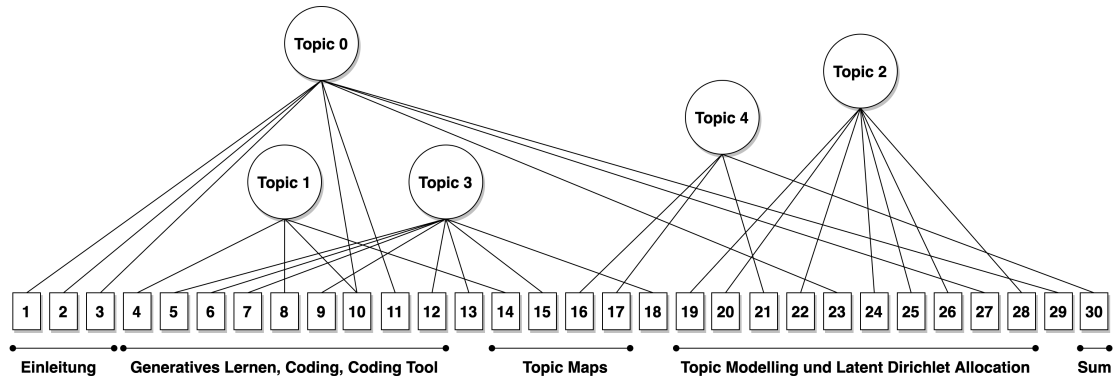 Topic 0
Topic 2
Topic 4
Topic 1
Topic 3
1 2 3 4 5 6 7 8 9 10 11 12 13 14 15 16 17 18 19 20 21 22 23 24 25 26 27 28 29 30
Einleitung Generatives Lernen, Coding, Coding Tool Topic Maps Topic Modelling und Latent Dirichlet Allocation Sum